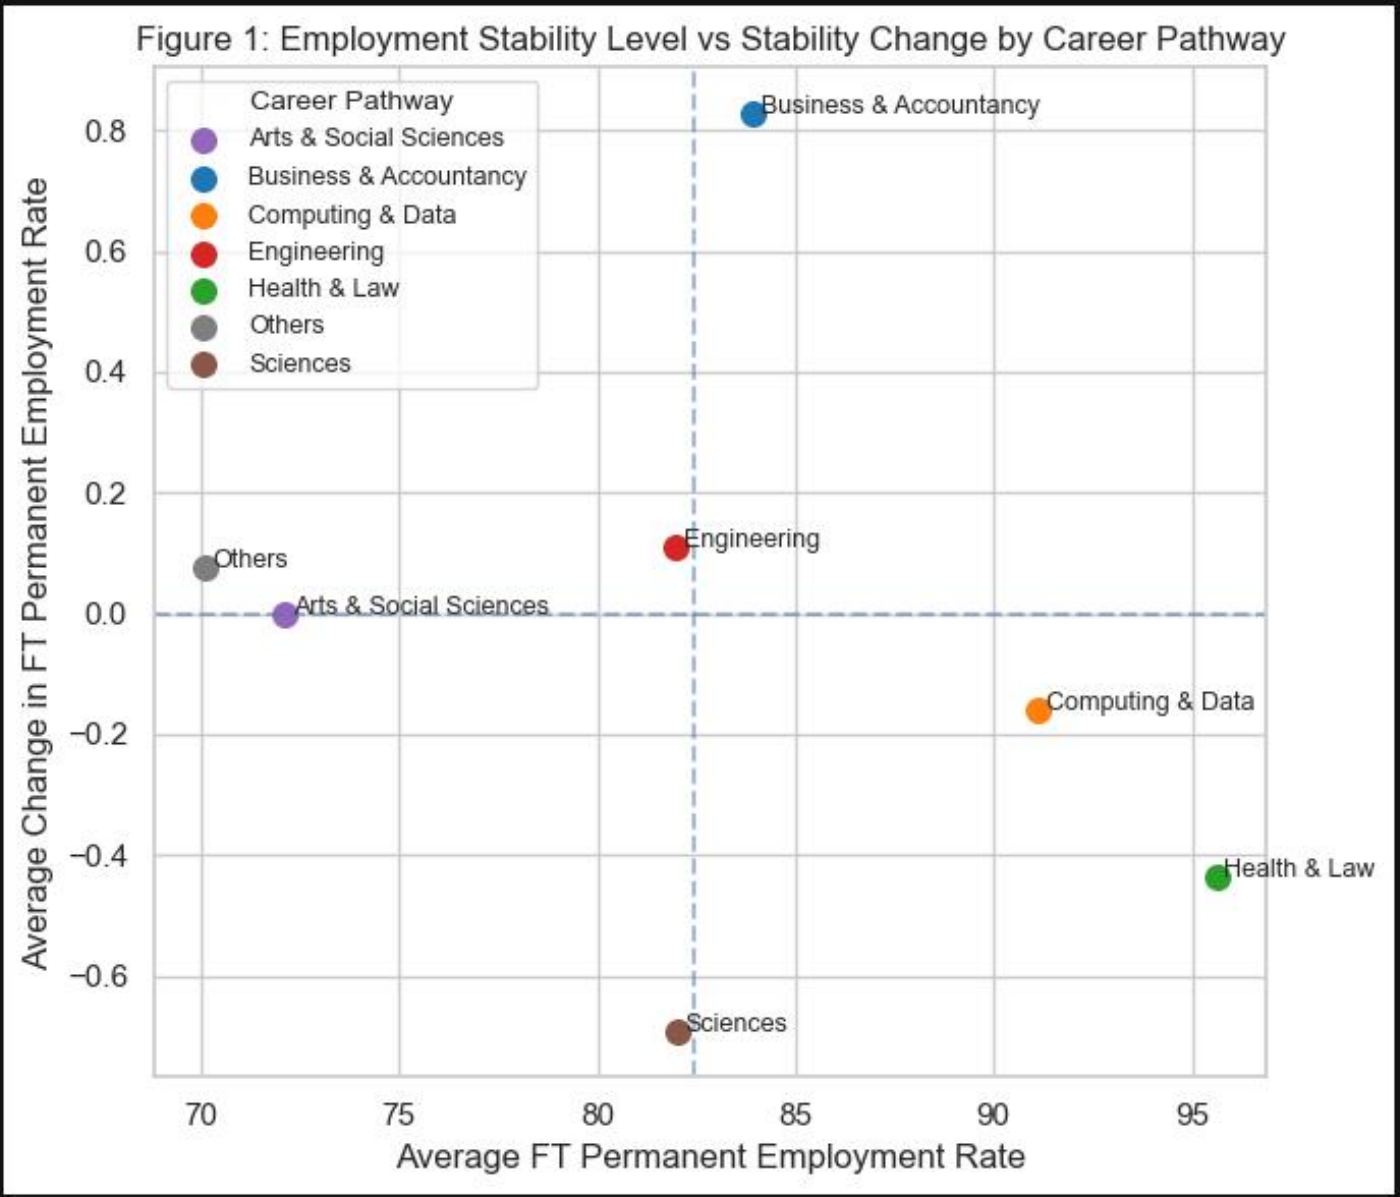 Figure 1: Employment Stability Level vs Stability Change by Career Pathway
Career Pathway
Arts & Social Sciences
Business & Accountancy
Computing & Data
Engineering
Health & Law
Others
Sciences
Business & Accountancy
Engineering
Others
Arts & Social Sciences
Computing & Data
Health & Law
Sciences
Average Change in FT Permanent Employment Rate
0.8
0.6
0.4
0.2
0.0
−0.2
−0.4
−0.6
70 75 80 85 90 95
Average FT Permanent Employment Rate